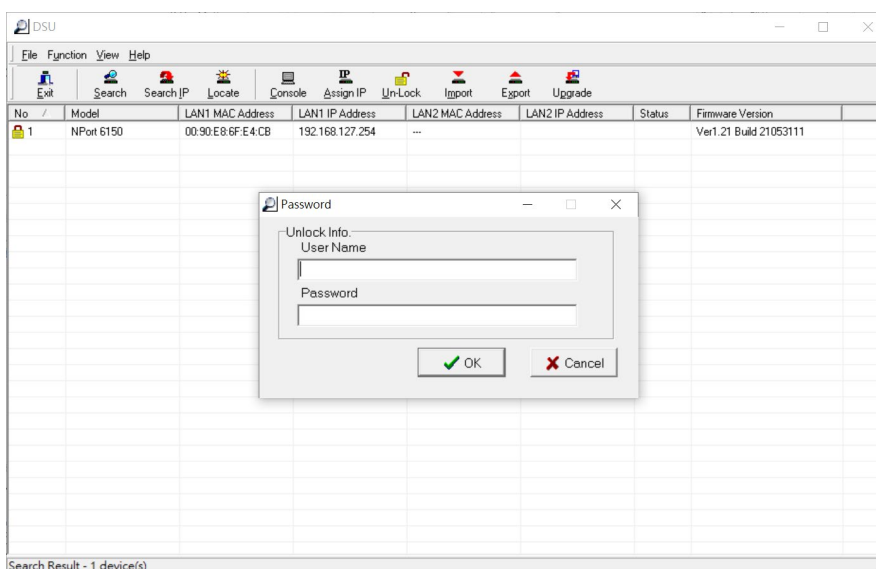 DSU
File Function View Help
Exit Search Search IP Locate Console Assign IP Un-Lock Import Export Upgrade
No / Model LAN1 MAC Address LAN1 IP Address LAN2 MAC Address LAN2 IP Address Status Firmware Version
1 NPort 6150 00:90:E8:6F:E4:CB 192.168.127.254 --- Ver1.21 Build 21053111
Password
Unlock Info.
User Name
Password
OK Cancel
Search Result - 1 device(s)